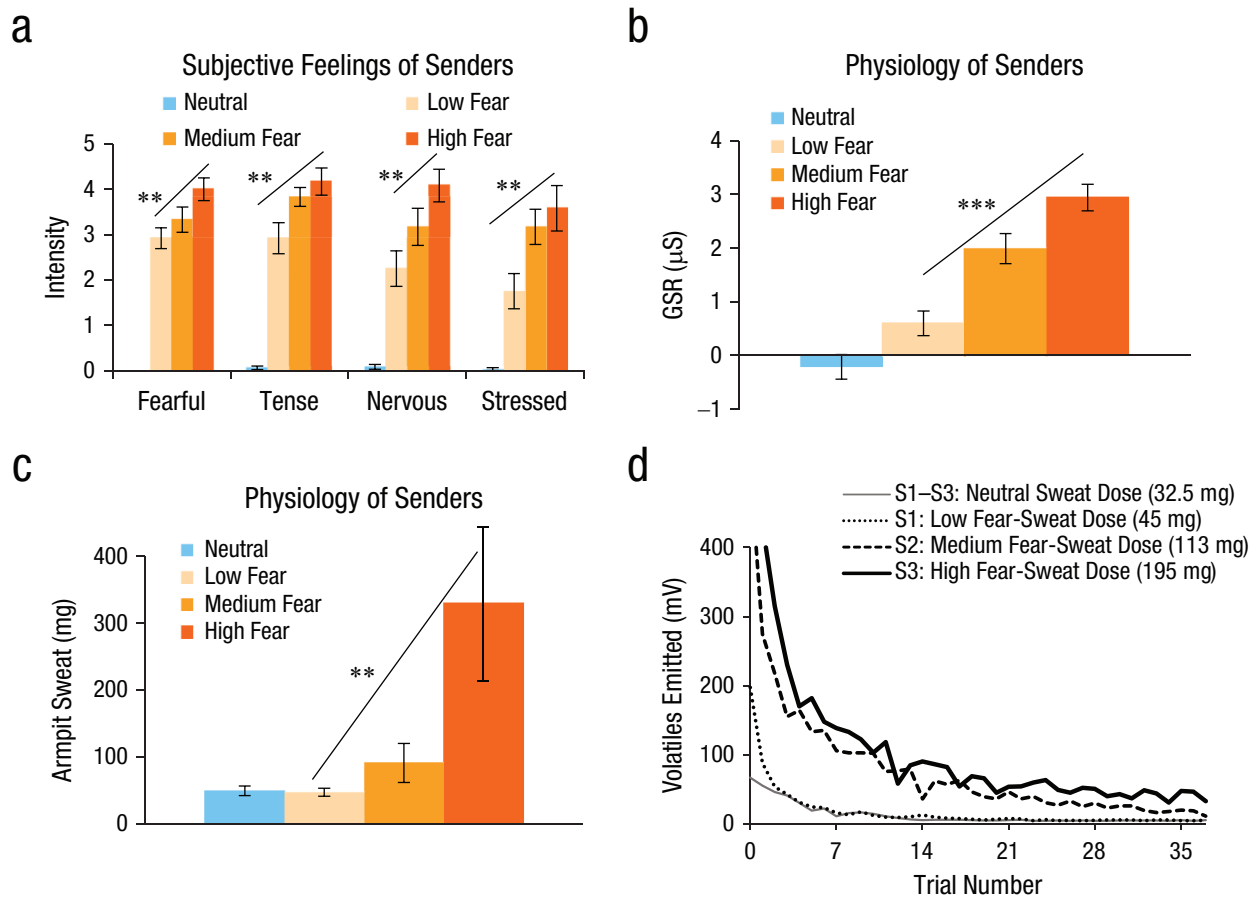 a
Subjective Feelings of Senders
Neutral
Low Fear
Medium Fear
High Fear
5
4
3
2
1
0
Intensity
**
**
**
**
Fearful
Tense
Nervous
Stressed
b
Physiology of Senders
Neutral
Low Fear
Medium Fear
High Fear
4
3
2
1
0
–1
GSR (µS)
***
c
Physiology of Senders
Neutral
Low Fear
Medium Fear
High Fear
400
300
200
100
0
Armpit Sweat (mg)
**
d
S1–S3: Neutral Sweat Dose (32.5 mg)
S1: Low Fear-Sweat Dose (45 mg)
S2: Medium Fear-Sweat Dose (113 mg)
S3: High Fear-Sweat Dose (195 mg)
400
300
200
100
0
Volatiles Emitted (mV)
0 7 14 21 28 35
Trial Number